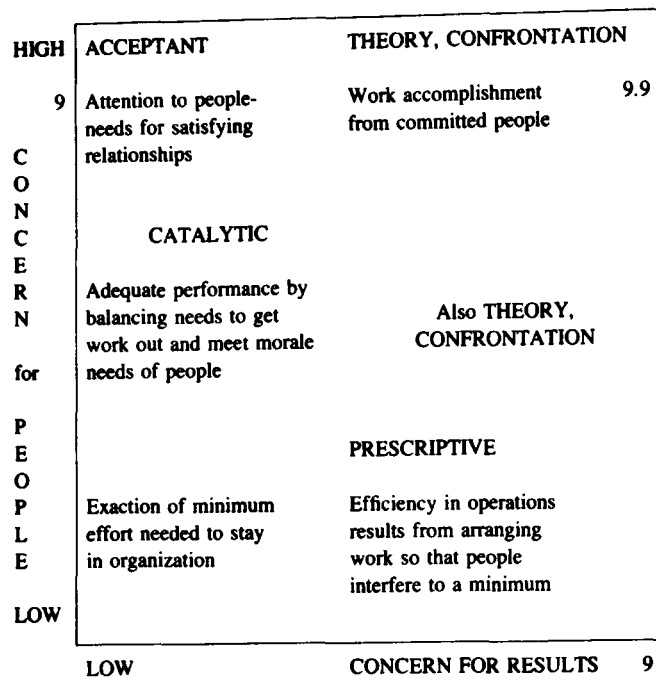 HIGH ACCEPTANT THEORY, CONFRONTATION
9 Attention to people- Work accomplishment 9.9
needs for satisfying from committed people
relationships
C
O
N
C CATALYTIC
E
R Adequate performance by
N balancing needs to get Also THEORY,
work out and meet morale CONFRONTATION
for needs of people
P
E PRESCRIPTIVE
O
P Exaction of minimum Efficiency in operations
L effort needed to stay results from arranging
E in organization work so that people
interfere to a minimum
LOW
LOW CONCERN FOR RESULTS 9